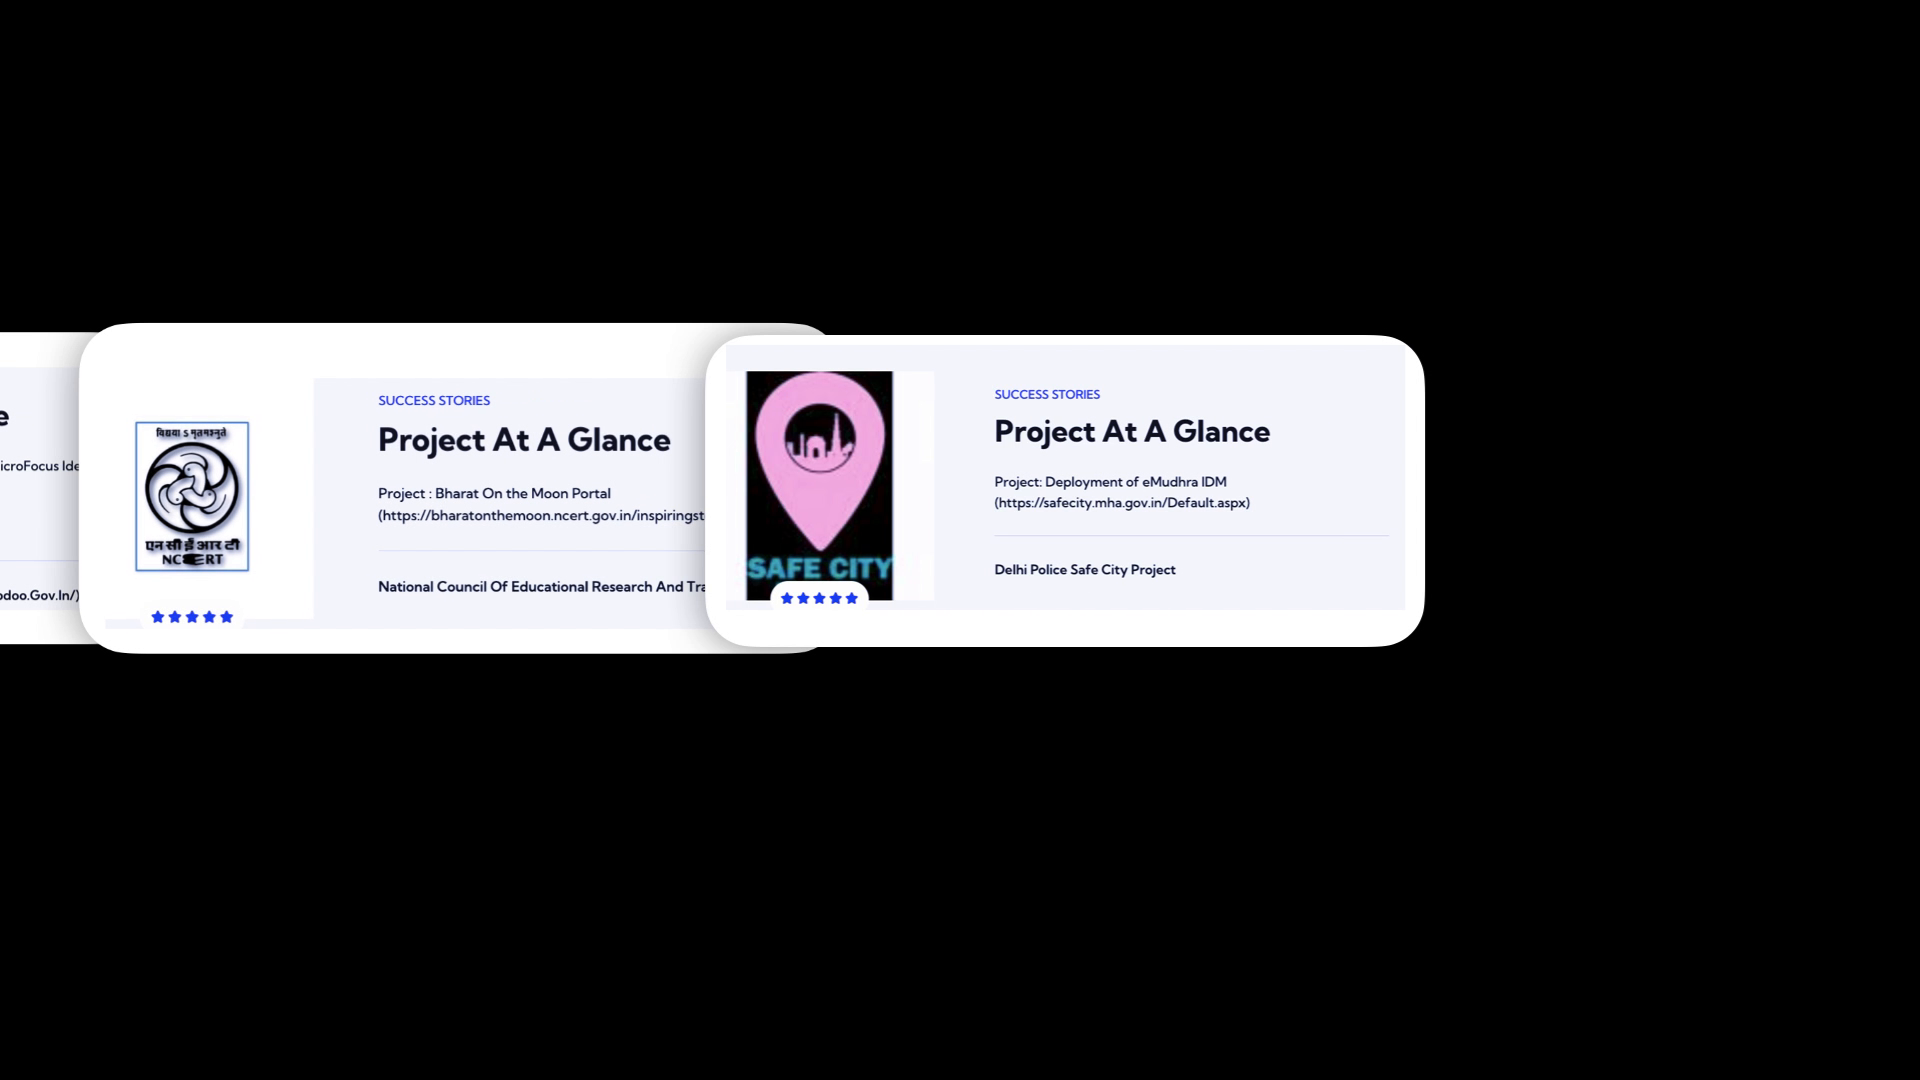 SUCCESS STORIES
Project At A Glance
Project : Bharat On the Moon Portal
(https://bharatonthemoon.ncert.gov.in/inspiringst
National Council Of Educational Research And Tra
विद्यया ऽ मृतमश्नुते
एन सी ई आर टी
NCERT
SAFE CITY
SUCCESS STORIES
Project At A Glance
Project: Deployment of eMudhra IDM
(https://safecity.mha.gov.in/Default.aspx)
Delhi Police Safe City Project
e
icroFocus Ide
odoo.Gov.In/)